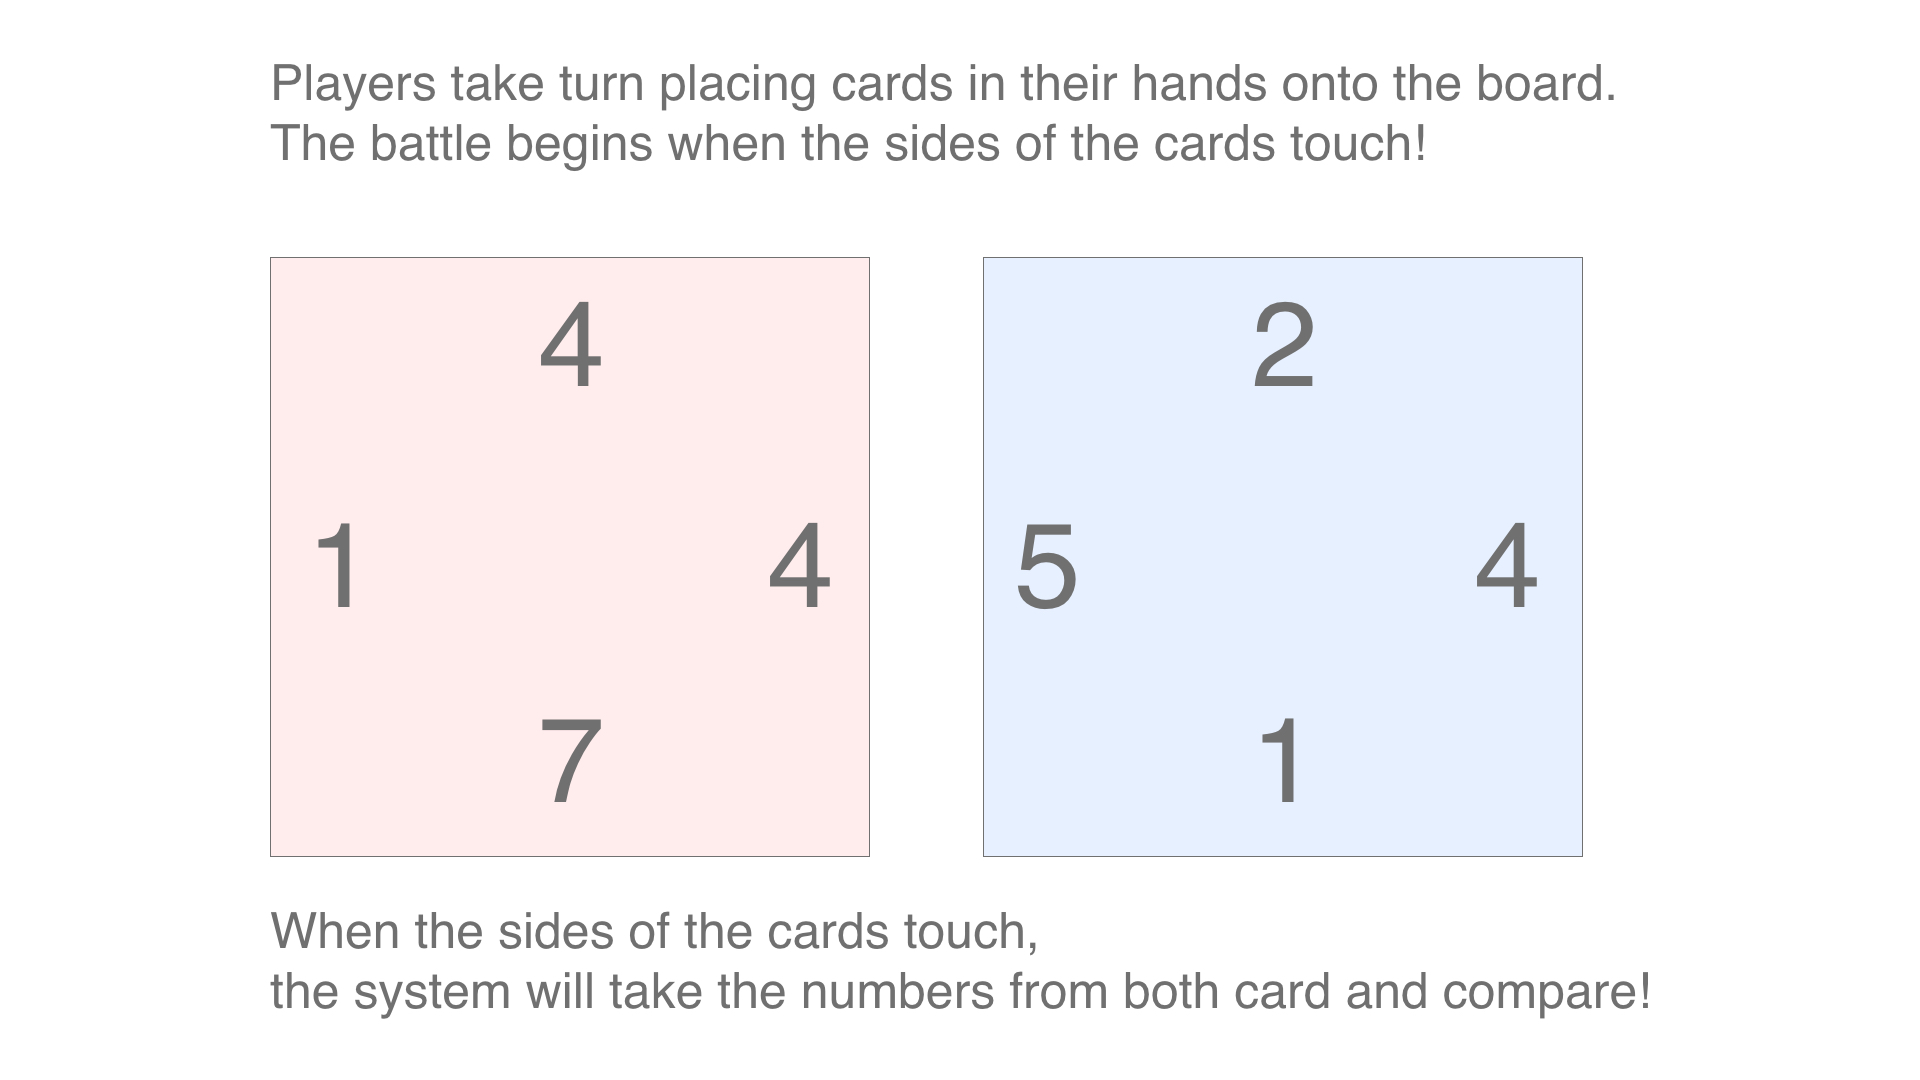 Players take turn placing cards in their hands onto the board.
The battle begins when the sides of the cards touch!
4
1 4
7
2
5 4
1
When the sides of the cards touch,
the system will take the numbers from both card and compare!